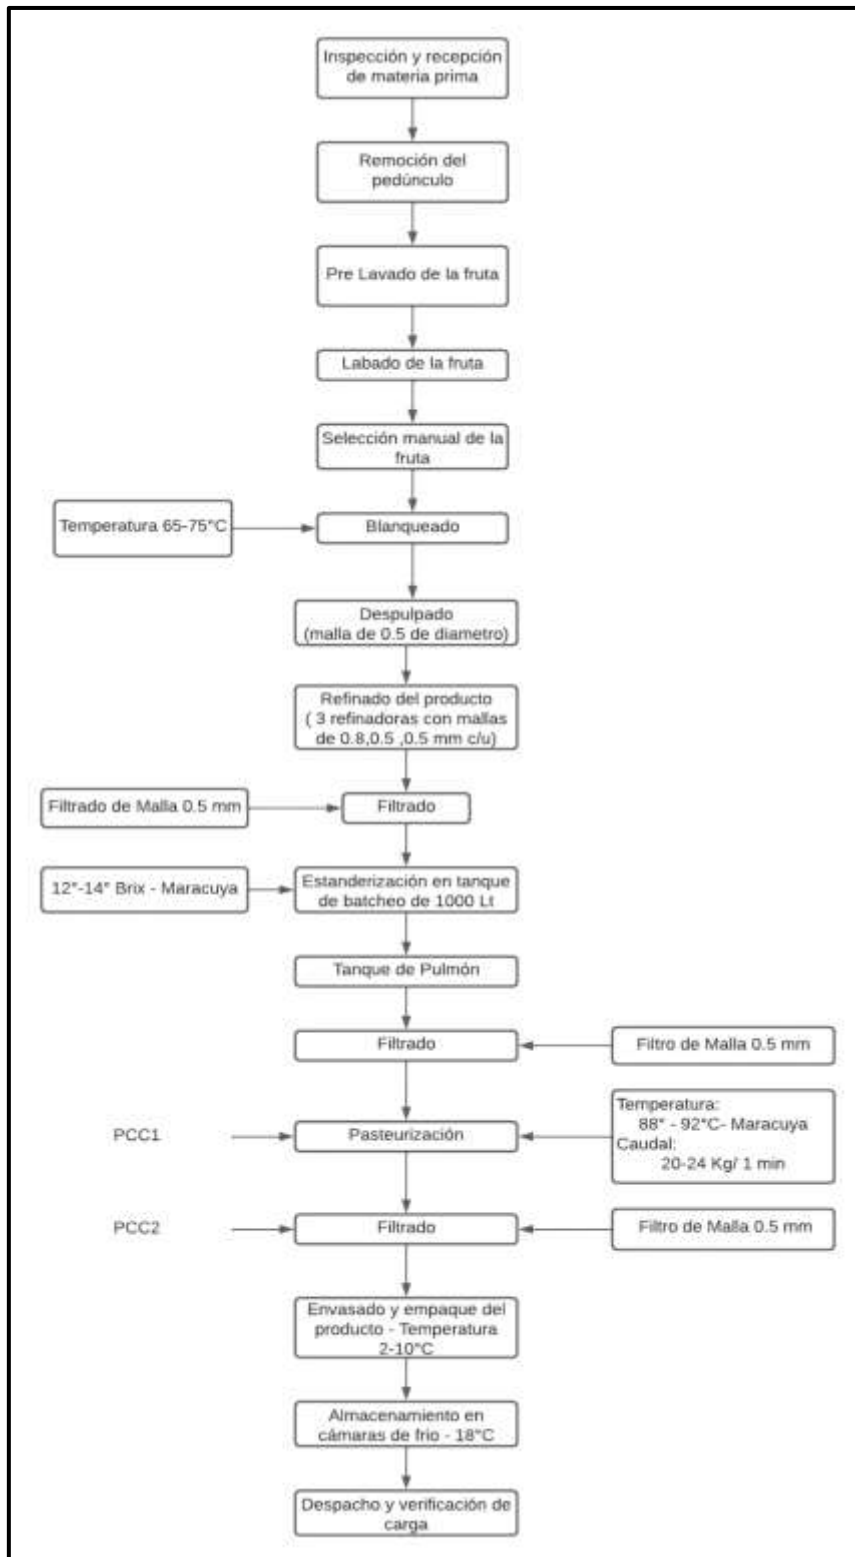 Inspección y recepción
de materia prima
Remoción del
pedúnculo
Pre Lavado de la fruta
Labado de la fruta
Selección manual de la
fruta
Temperatura 65-75°C
Blanqueado
Despulpado
(malla de 0.5 de diametro)
Refinado del producto
( 3 refinadoras con mallas
de 0.8,0.5 ,0.5 mm c/u)
Filtrado de Malla 0.5 mm
Filtrado
12°-14° Brix - Maracuya
Estanderización en tanque
de batcheo de 1000 Lt
Tanque de Pulmón
Filtrado
Filtro de Malla 0.5 mm
PCC1
Pasteurización
Temperatura:
88° - 92°C- Maracuya
Caudal:
20-24 Kg/ 1 min
PCC2
Filtrado
Filtro de Malla 0.5 mm
Envasado y empaque del
producto - Temperatura
2-10°C
Almacenamiento en
cámaras de frio - 18°C
Despacho y verificación de
carga